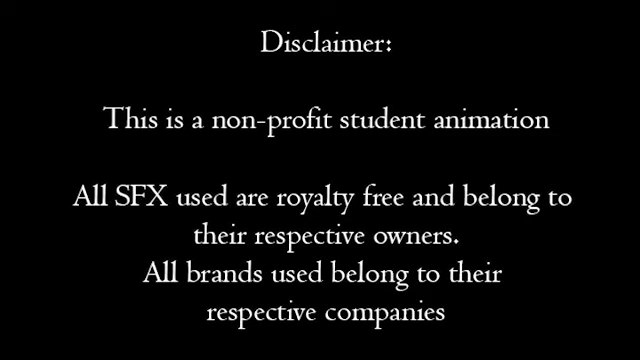 Disclaimer:
This is a non-profit student animation
All SFX used are royalty free and belong to
their respective owners.
All brands used belong to their
respective companies